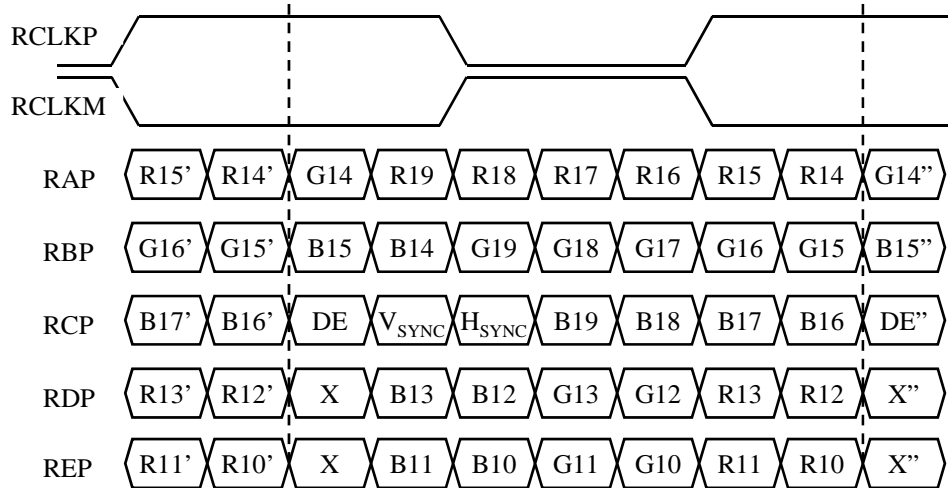 RCLKP
RCLKM
RAP R15’ R14’ G14 R19 R18 R17 R16 R15 R14 G14”
RBP G16’ G15’ B15 B14 G19 G18 G17 G16 G15 B15”
RCP B17’ B16’ DE VSYNC HSYNC B19 B18 B17 B16 DE”
RDP R13’ R12’ X B13 B12 G13 G12 R13 R12 X”
REP R11’ R10’ X B11 B10 G11 G10 R11 R10 X”